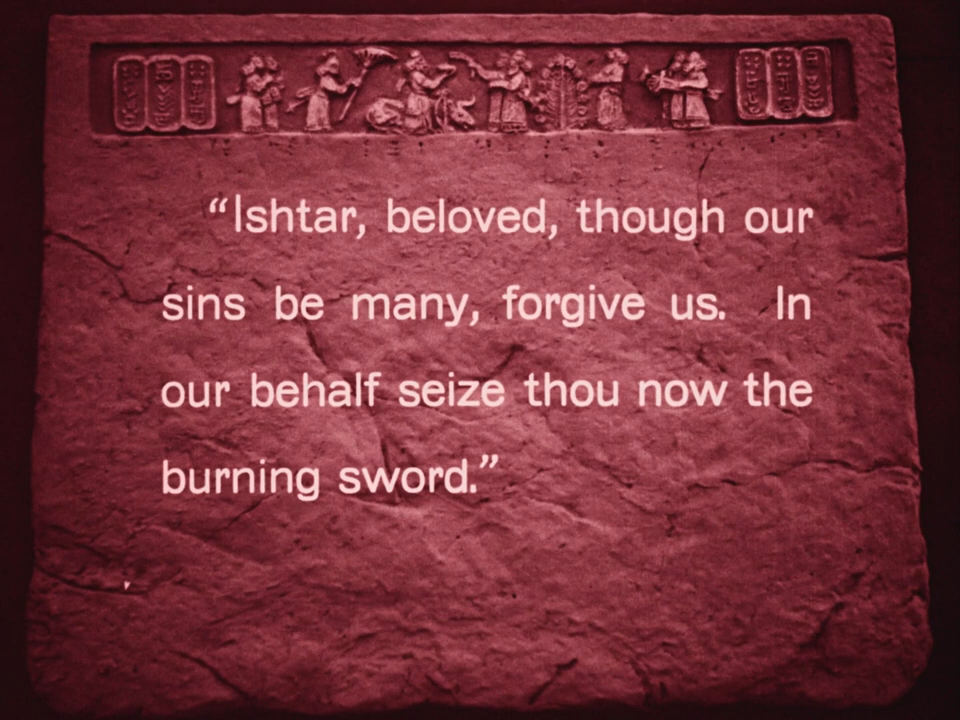 “Ishtar, beloved, though our
sins be many, forgive us. In
our behalf seize thou now the
burning sword.”